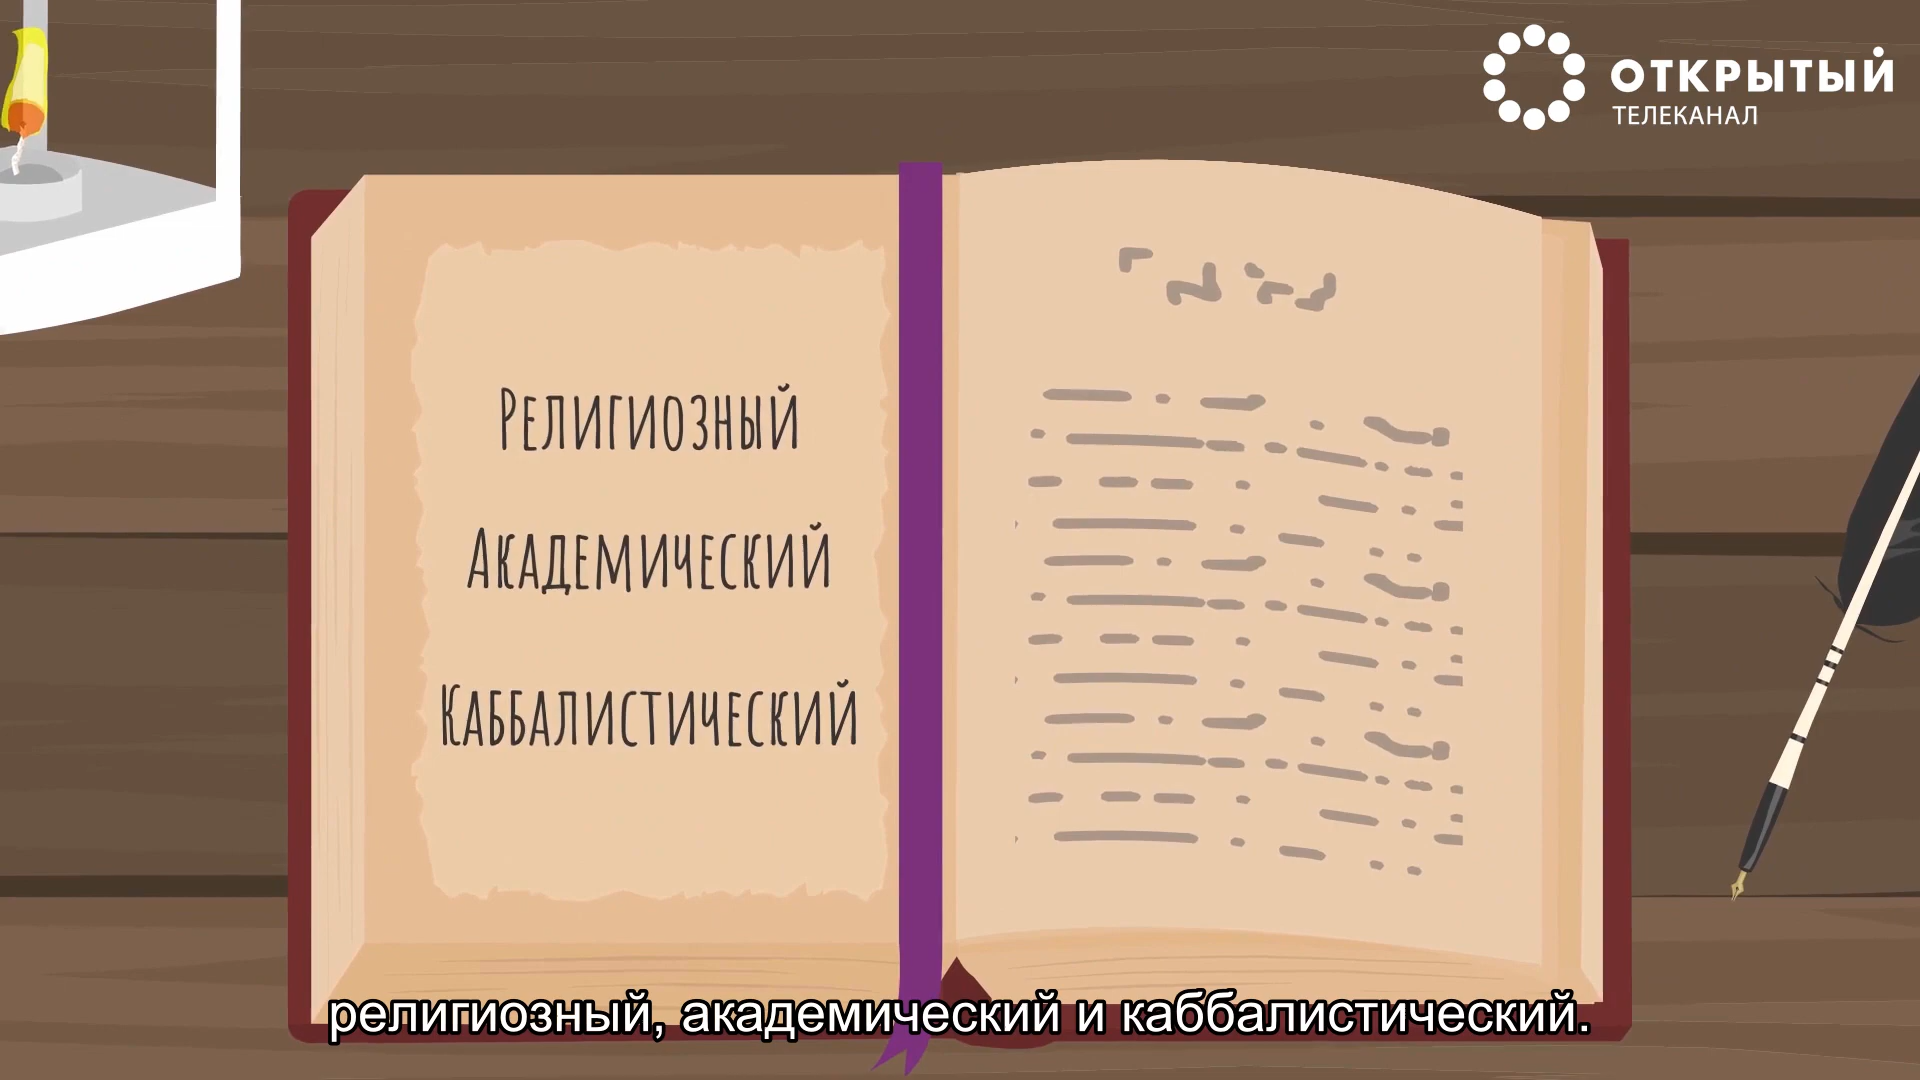 ОТКРЫТЫЙ
ТЕЛЕКАНАЛ
Религиозный
Академический
Каббалистический
религиозный, академический и каббалистический.